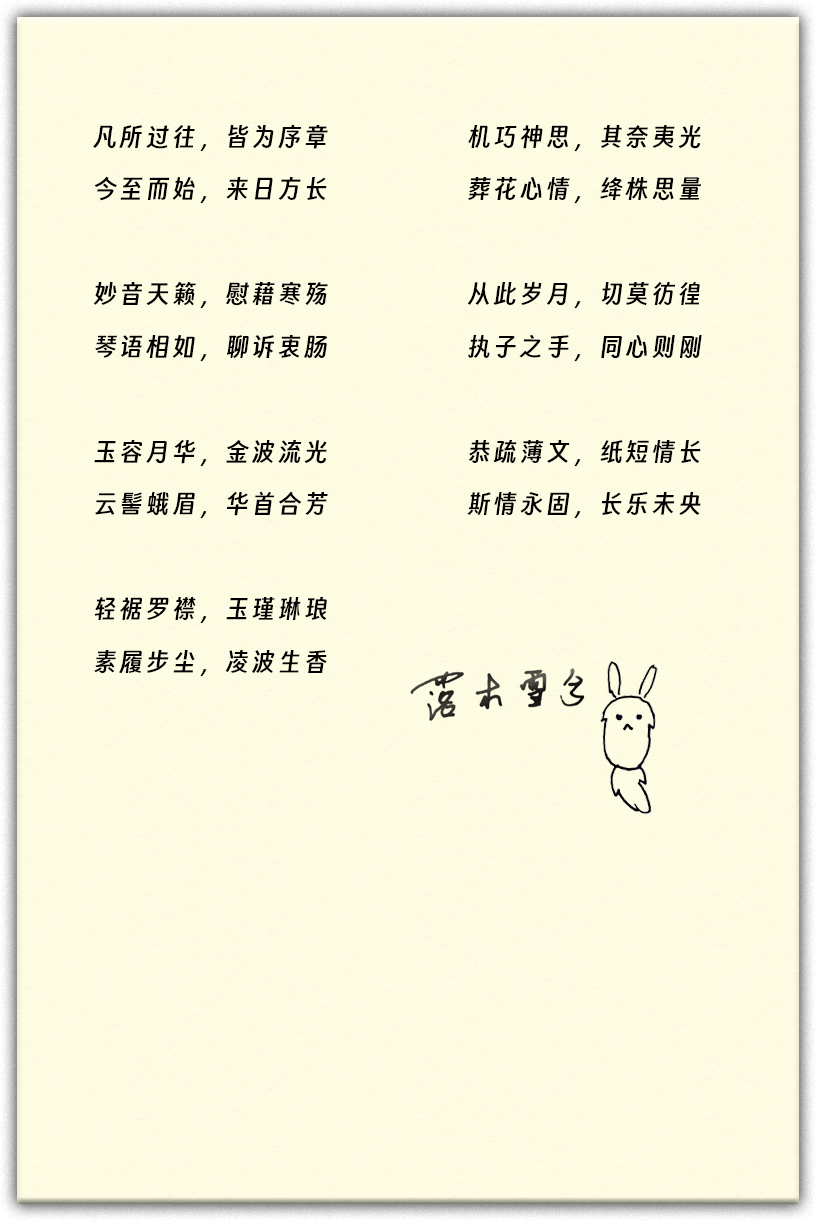 凡所过往，皆为序章
今至而始，来日方长
妙音天籁，慰藉寒殇
琴语相如，聊诉衷肠
玉容月华，金波流光
云髻蛾眉，华首合芳
轻裾罗襟，玉瑾琳琅
素履步尘，凌波生香
机巧神思，其奈夷光
葬花心情，绛株思量
从此岁月，切莫彷徨
执子之手，同心则刚
恭疏薄文，纸短情长
斯情永固，长乐未央
落木雪